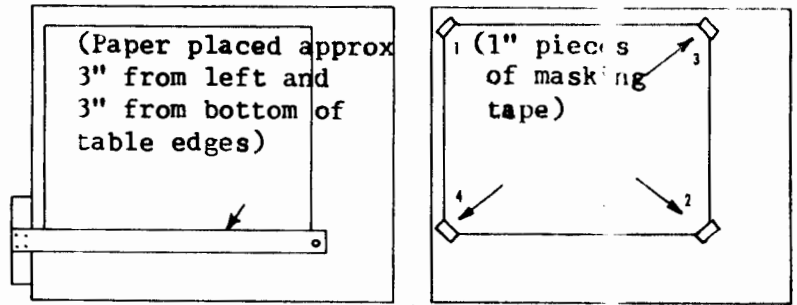 (Paper placed approx
3" from left and
3" from bottom of
table edges)
1 (1" pieces
of masking
tape)
3
4
2